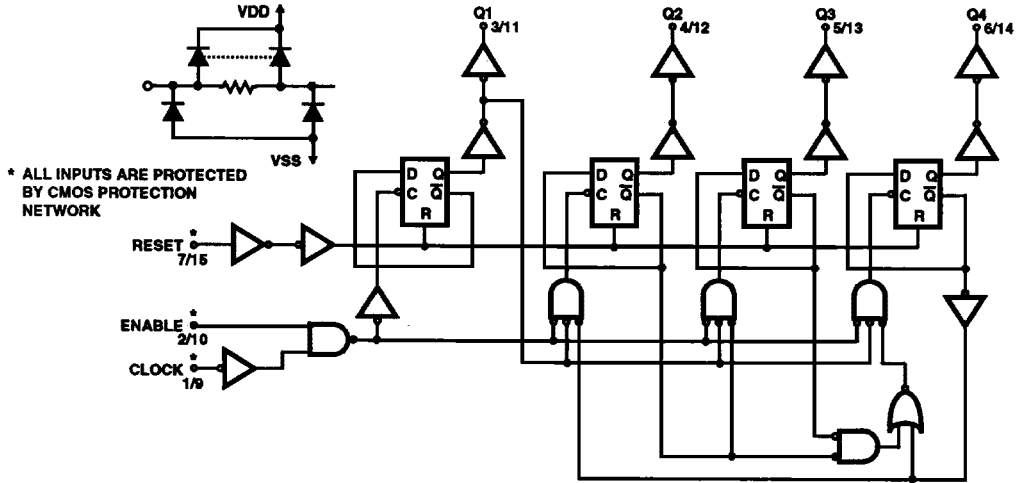 VDD
VSS
* ALL INPUTS ARE PROTECTED
BY CMOS PROTECTION
NETWORK
Q1
3/11
Q2
4/12
Q3
5/13
Q4
6/14
D Q
C Q̅
R
D Q
C Q̅
R
D Q
C Q̅
R
D Q
C Q̅
R
RESET *
7/15
ENABLE *
2/10
CLOCK *
1/9